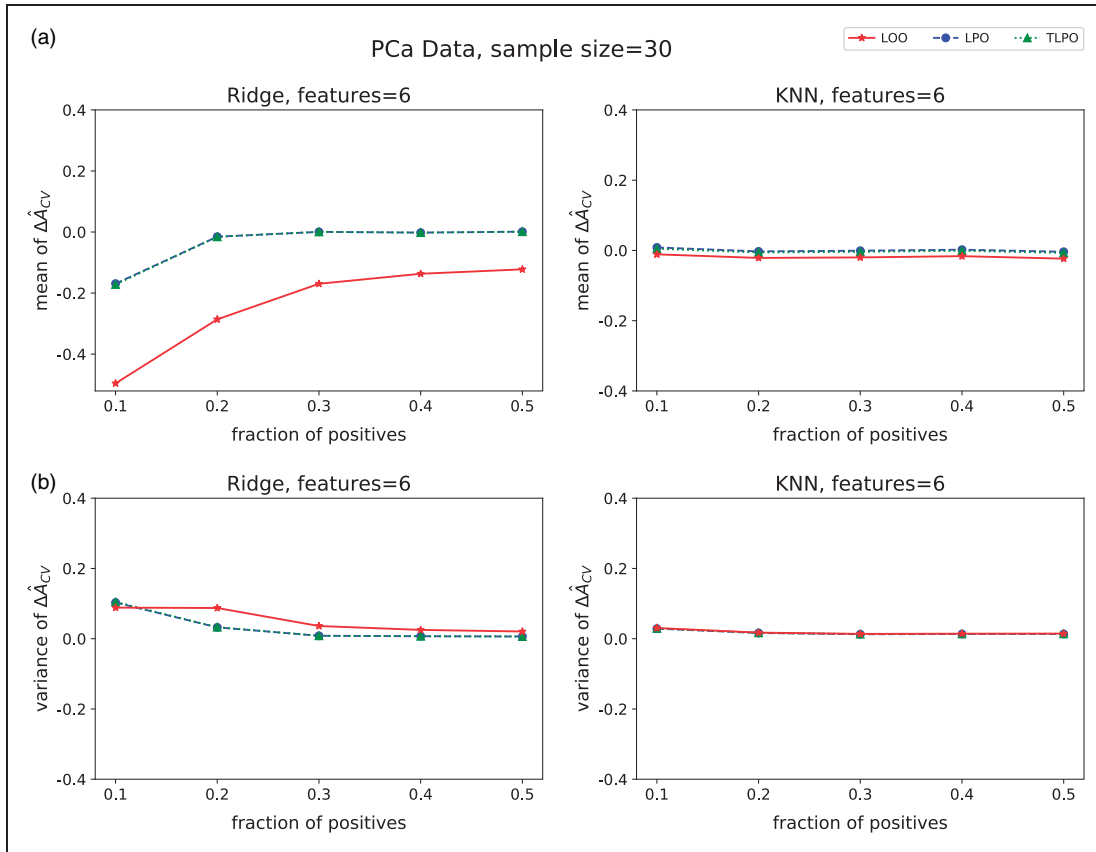 (a)
PCa Data, sample size=30
LOO LPO TLPO
Ridge, features=6
KNN, features=6
mean of ΔÂ_CV
0.4
0.2
0.0
-0.2
-0.4
0.1 0.2 0.3 0.4 0.5
fraction of positives
mean of ΔÂ_CV
0.4
0.2
0.0
-0.2
-0.4
0.1 0.2 0.3 0.4 0.5
fraction of positives
(b)
Ridge, features=6
KNN, features=6
variance of ΔÂ_CV
0.4
0.2
0.0
-0.2
-0.4
0.1 0.2 0.3 0.4 0.5
fraction of positives
variance of ΔÂ_CV
0.4
0.2
0.0
-0.2
-0.4
0.1 0.2 0.3 0.4 0.5
fraction of positives